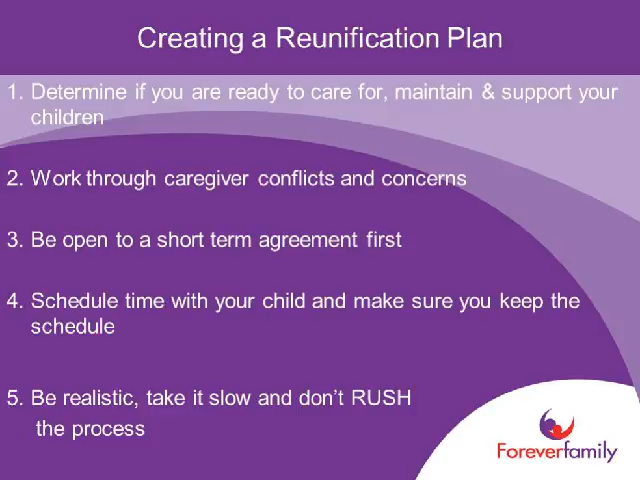 Creating a Reunification Plan
1. Determine if you are ready to care for, maintain & support your
children
2. Work through caregiver conflicts and concerns
3. Be open to a short term agreement first
4. Schedule time with your child and make sure you keep the
schedule
5. Be realistic, take it slow and don’t RUSH
the process
Foreverfamily